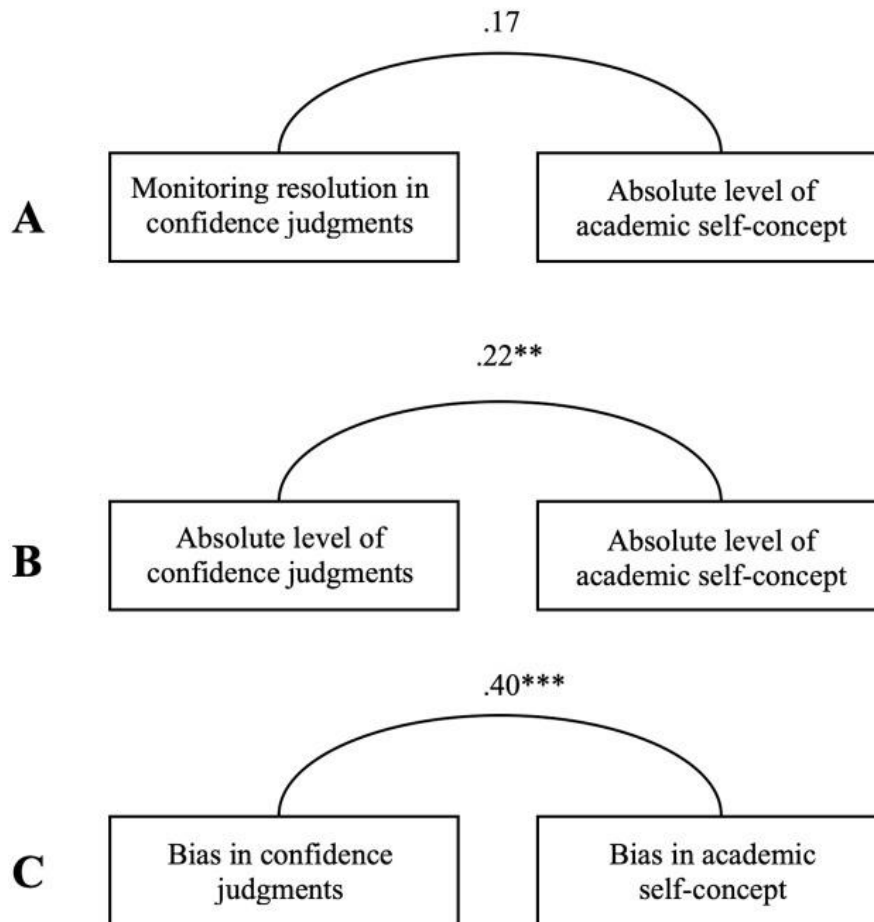 .17
Monitoring resolution in
confidence judgments
Absolute level of
academic self-concept
A
.22**
Absolute level of
confidence judgments
Absolute level of
academic self-concept
B
.40***
Bias in confidence
judgments
Bias in academic
self-concept
C